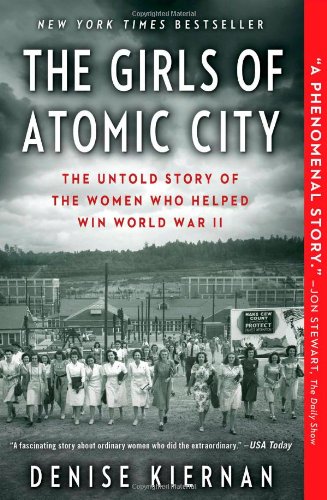 NEW YORK TIMES BESTSELLER
THE GIRLS OF
ATOMIC CITY
THE UNTOLD STORY OF
THE WOMEN WHO HELPED
WIN WORLD WAR II
"A PHENOMENAL STORY." —JON STEWART, The Daily Show
MAKE C&W
COUNT
PROTECT
"A fascinating story about ordinary women who did the extraordinary." —USA Today
DENISE KIERNAN